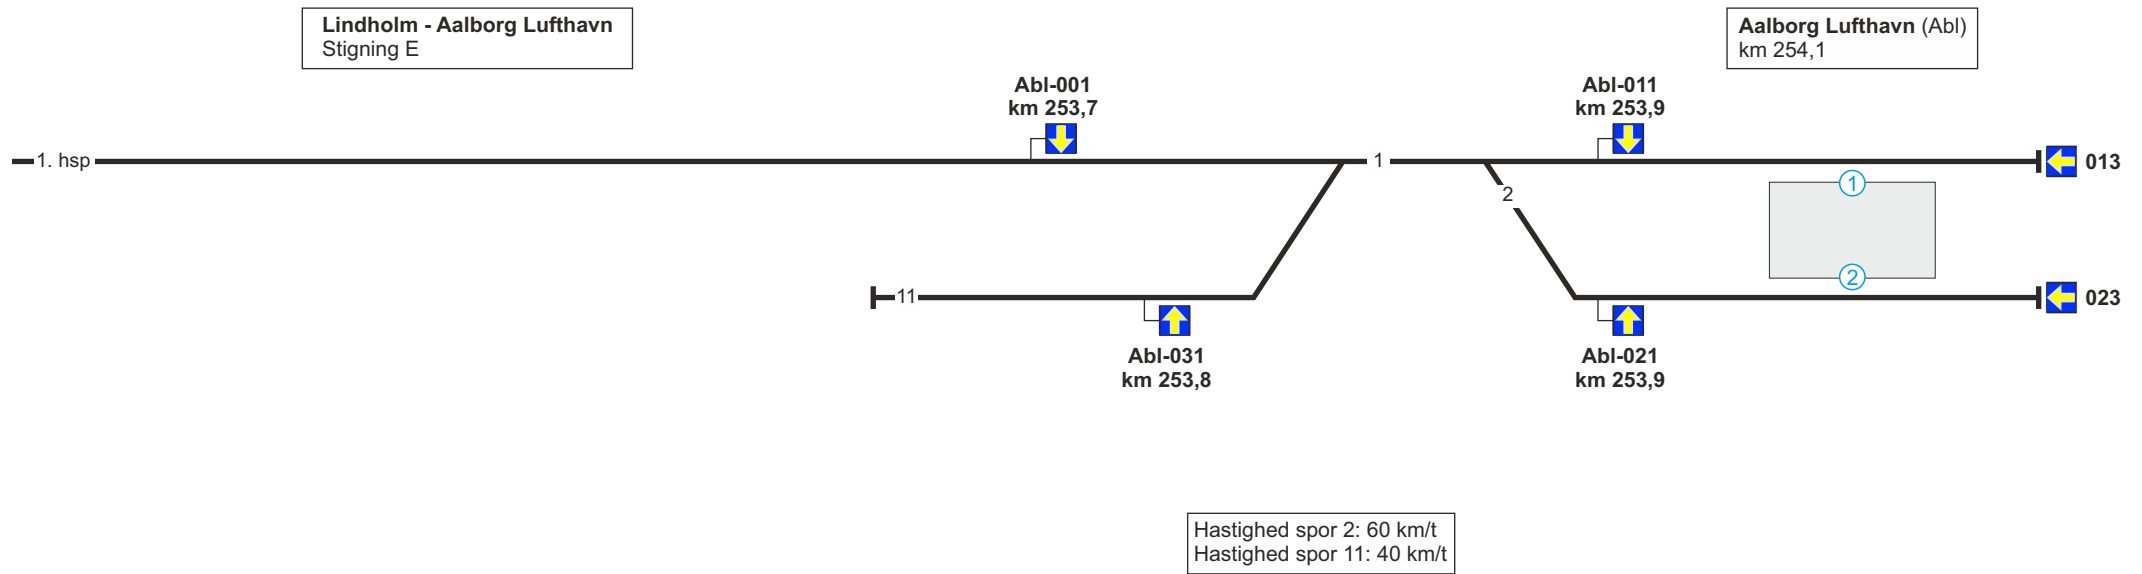 Lindholm - Aalborg Lufthavn
Stigning E
Aalborg Lufthavn (Abl)
km 254,1
Abl-001
km 253,7
Abl-011
km 253,9
1. hsp
1
013
1
2
2
11
023
Abl-031
km 253,8
Abl-021
km 253,9
Hastighed spor 2: 60 km/t
Hastighed spor 11: 40 km/t